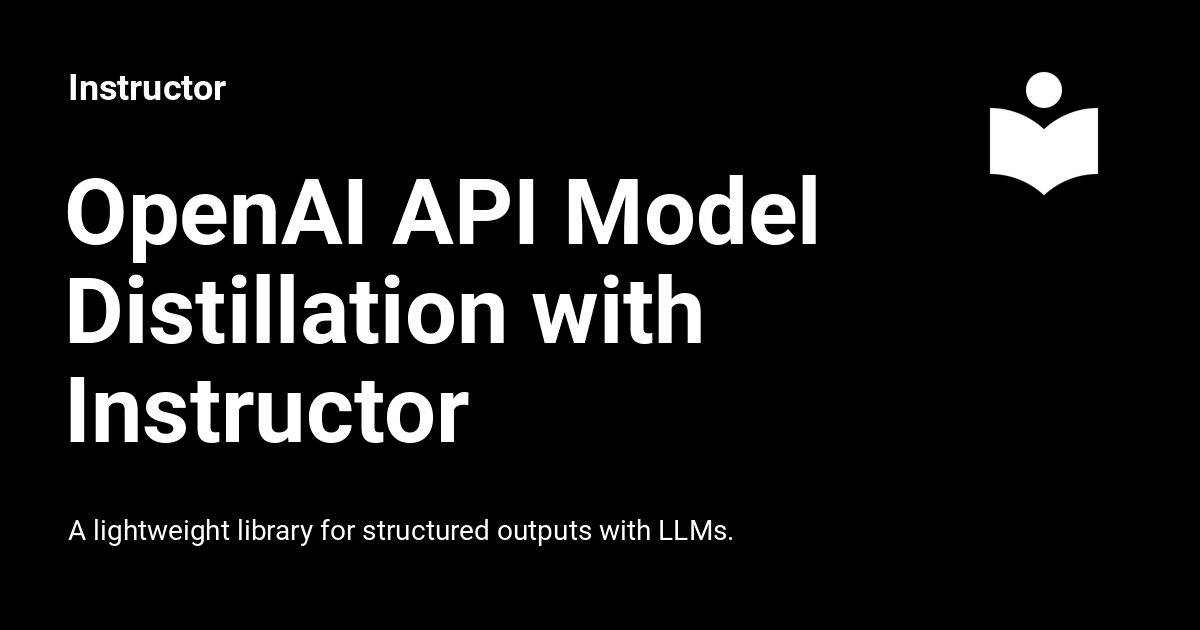 Instructor
OpenAI API Model
Distillation with
Instructor
A lightweight library for structured outputs with LLMs.